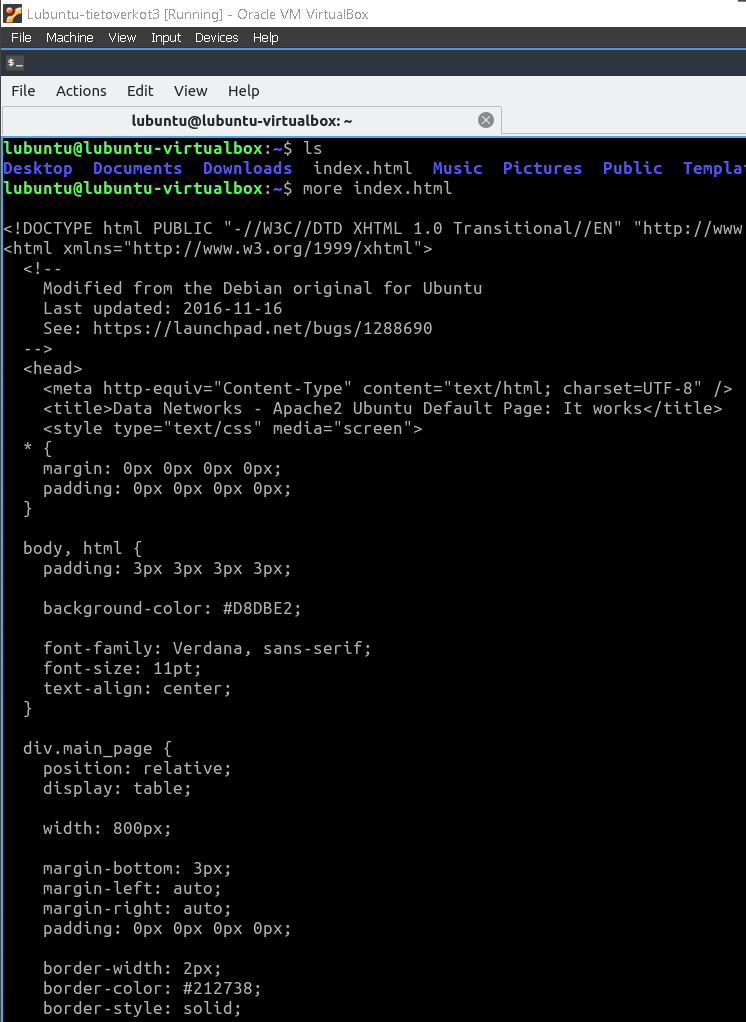 Lubuntu-tietoverkot3 [Running] - Oracle VM VirtualBox
File Machine View Input Devices Help
$_
File Actions Edit View Help
lubuntu@lubuntu-virtualbox: ~
lubuntu@lubuntu-virtualbox:~$ ls
Desktop Documents Downloads index.html Music Pictures Public Templat
lubuntu@lubuntu-virtualbox:~$ more index.html
<!DOCTYPE html PUBLIC "-//W3C//DTD XHTML 1.0 Transitional//EN" "http://www
<html xmlns="http://www.w3.org/1999/xhtml">
<!--
Modified from the Debian original for Ubuntu
Last updated: 2016-11-16
See: https://launchpad.net/bugs/1288690
-->
<head>
<meta http-equiv="Content-Type" content="text/html; charset=UTF-8" />
<title>Data Networks - Apache2 Ubuntu Default Page: It works</title>
<style type="text/css" media="screen">
* {
margin: 0px 0px 0px 0px;
padding: 0px 0px 0px 0px;
}
body, html {
padding: 3px 3px 3px 3px;
background-color: #D8DBE2;
font-family: Verdana, sans-serif;
font-size: 11pt;
text-align: center;
}
div.main_page {
position: relative;
display: table;
width: 800px;
margin-bottom: 3px;
margin-left: auto;
margin-right: auto;
padding: 0px 0px 0px 0px;
border-width: 2px;
border-color: #212738;
border-style: solid;